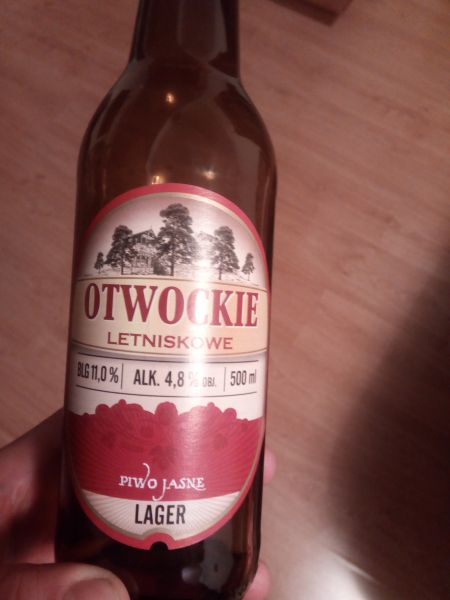 OTWOCKIE
LETNISKOWE
BLG 11,0 % ALK. 4,8 % OBJ. 500 ml
PIWO JASNE
LAGER